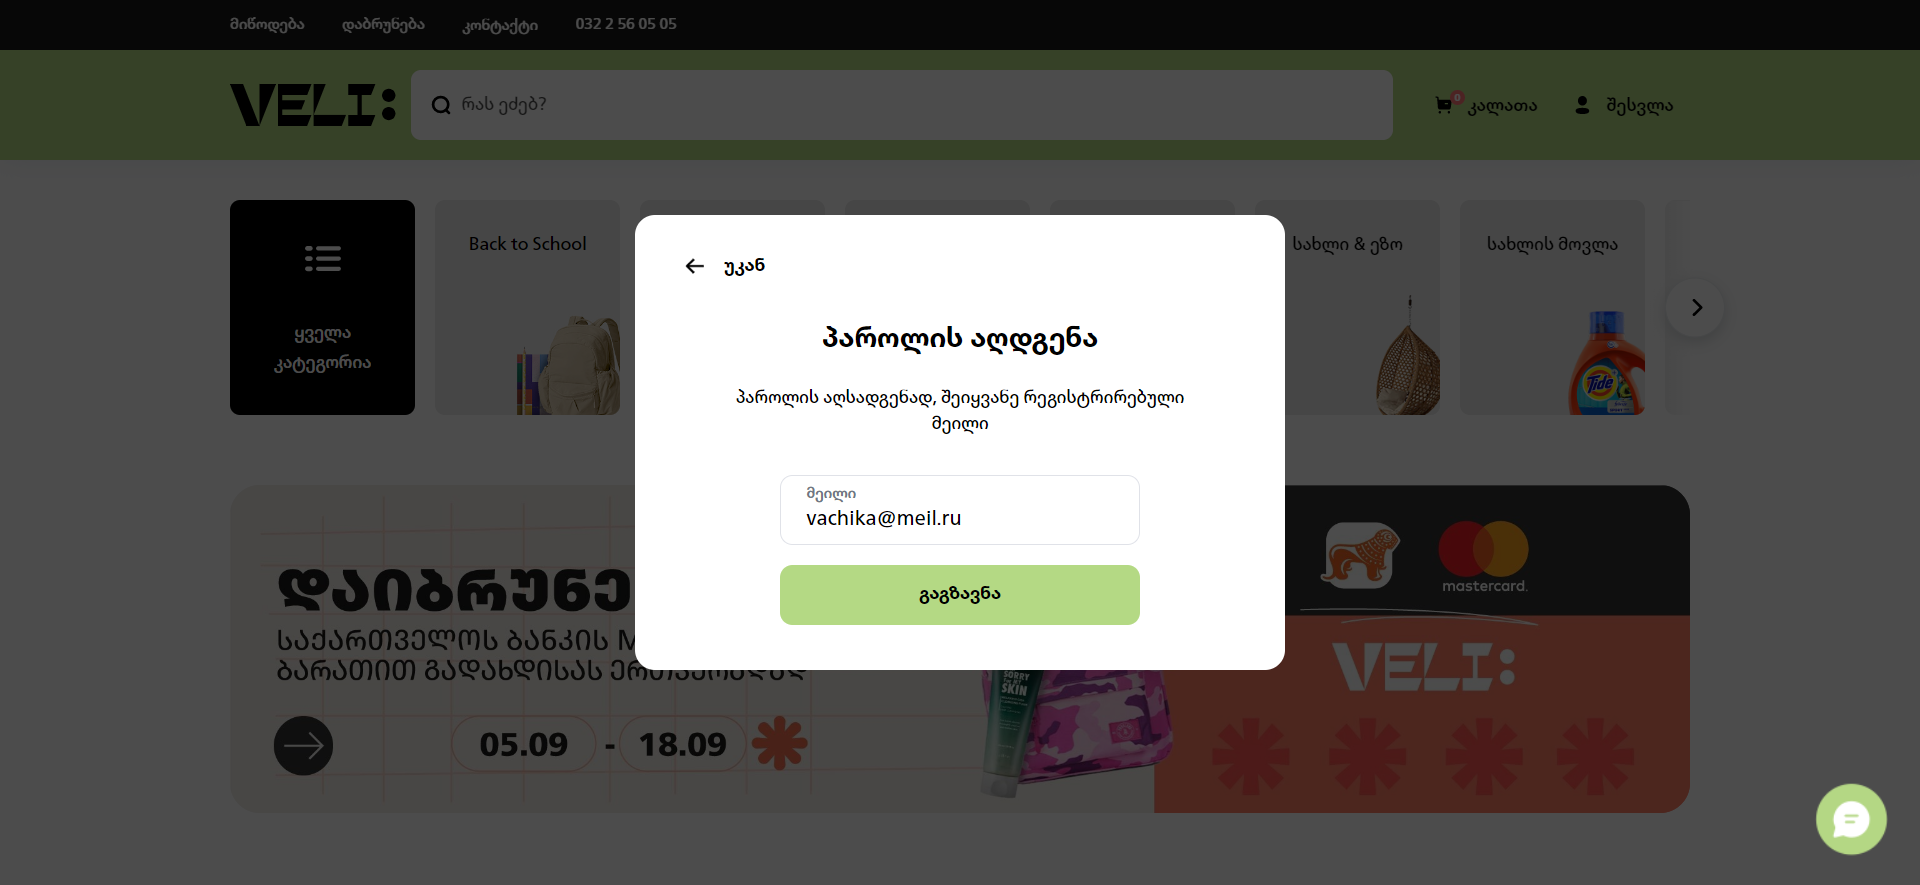 მიწოდება
დაბრუნება
კონტაქტი
032 2 56 05 05
VELI:
რას ეძებ?
0
კალათა
შესვლა
ყველა
კატეგორია
Back to School
სახლი & ეზო
სახლის მოვლა
Tide
უკან
პაროლის აღდგენა
პაროლის აღსადგენად, შეიყვანე რეგისტრირებული
მეილი
მეილი
vachika@meil.ru
გაგზავნა
დაიბრუნე
საქართველოს ბანკის M
ბარათით გადახდისას ერთჯერადად
05.09 - 18.09
SORRY
SKIN
mastercard.
VELI: